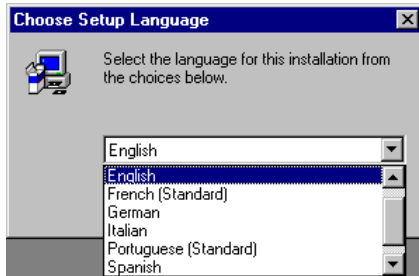 Choose Setup Language
Select the language for this installation from
the choices below.
English
English
French (Standard)
German
Italian
Portuguese (Standard)
Spanish